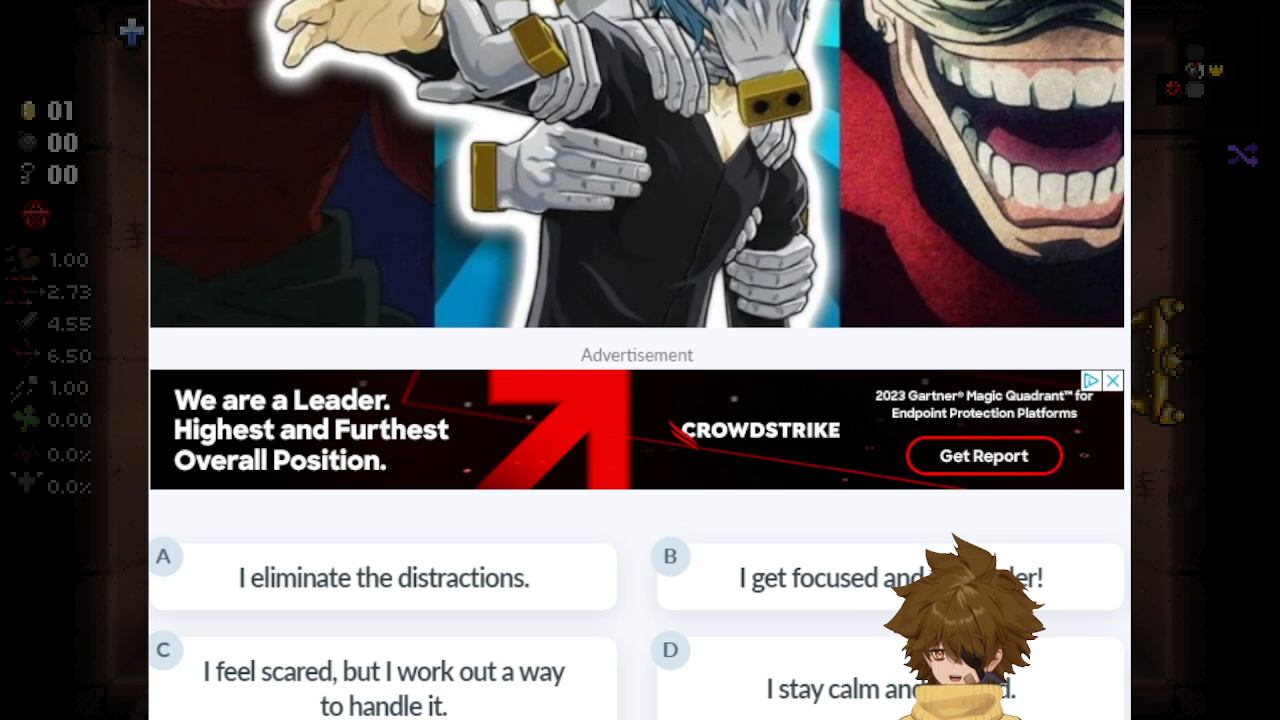 01
00
00
1.00
2.73
4.55
6.50
1.00
0.00
0.0%
0.0%
Advertisement
We are a Leader.
Highest and Furthest
Overall Position.
CROWDSTRIKE
2023 Gartner® Magic Quadrant™ for
Endpoint Protection Platforms
Get Report
A
I eliminate the distractions.
B
I get focused and
C
I feel scared, but I work out a way
to handle it.
D
I stay calm